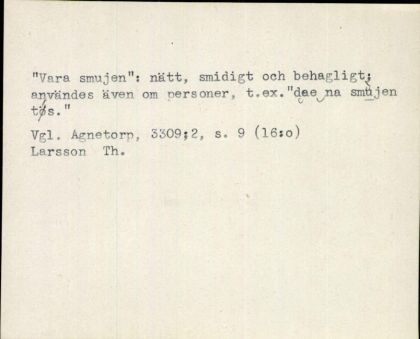 "Vara smujen": nätt, smidigt och behagligt;
användes även om personer, t.ex."dae na smùjen
tøs."
Vgl. Agnetorp, 3309;2, s. 9 (16:o)
Larsson Th.